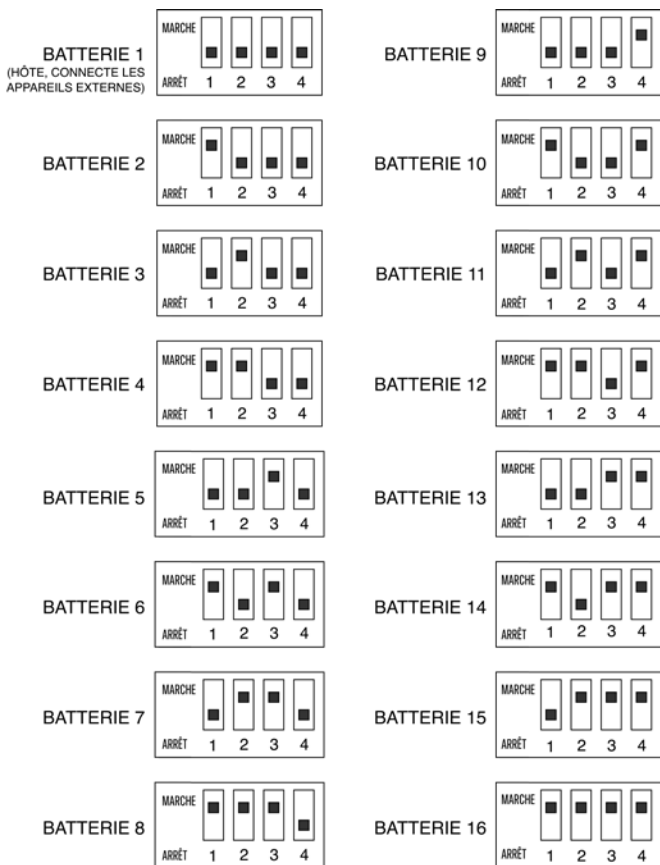 BATTERIE 1
(HÔTE, CONNECTE LES
APPAREILS EXTERNES)
MARCHE
ARRÊT 1 2 3 4
BATTERIE 9
MARCHE
ARRÊT 1 2 3 4
BATTERIE 2
MARCHE
ARRÊT 1 2 3 4
BATTERIE 10
MARCHE
ARRÊT 1 2 3 4
BATTERIE 3
MARCHE
ARRÊT 1 2 3 4
BATTERIE 11
MARCHE
ARRÊT 1 2 3 4
BATTERIE 4
MARCHE
ARRÊT 1 2 3 4
BATTERIE 12
MARCHE
ARRÊT 1 2 3 4
BATTERIE 5
MARCHE
ARRÊT 1 2 3 4
BATTERIE 13
MARCHE
ARRÊT 1 2 3 4
BATTERIE 6
MARCHE
ARRÊT 1 2 3 4
BATTERIE 14
MARCHE
ARRÊT 1 2 3 4
BATTERIE 7
MARCHE
ARRÊT 1 2 3 4
BATTERIE 15
MARCHE
ARRÊT 1 2 3 4
BATTERIE 8
MARCHE
ARRÊT 1 2 3 4
BATTERIE 16
MARCHE
ARRÊT 1 2 3 4